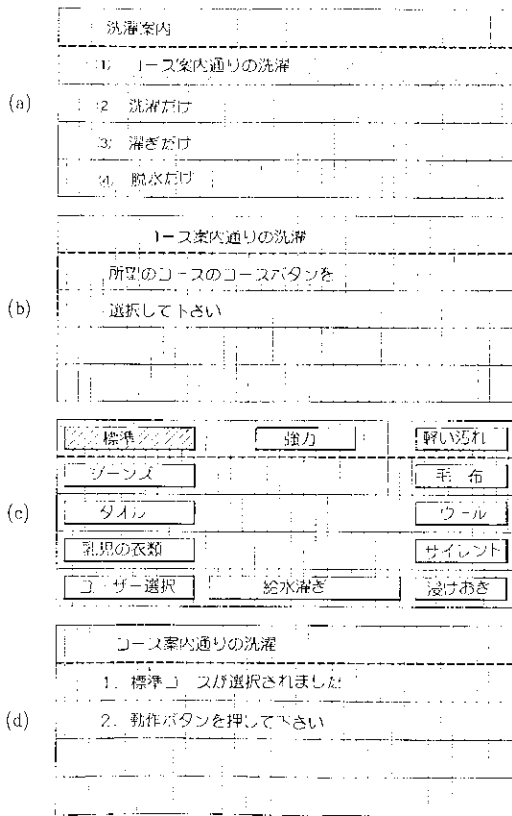 (a)
洗濯案内
(1) コース案内通りの洗濯
(2 洗濯だけ
(3) 濯ぎだけ
(4. 脱水だけ
(b)
コース案内通りの洗濯
所望のコースのコースボタンを
選択して下さい
(c)
標準 強力 軽い汚れ
ジーンズ 毛布
タオル ウール
乳児の衣類 サイレント
ユーザー選択 給水濯ぎ 浸けおき
(d)
コース案内通りの洗濯
1. 標準コースが選択されました
2. 動作ボタンを押して下さい